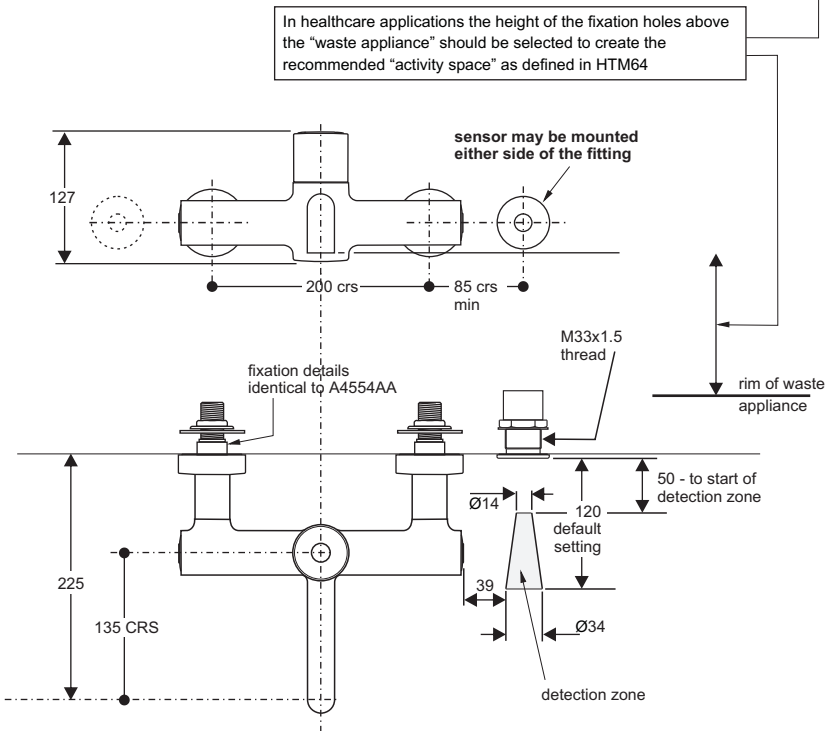 In healthcare applications the height of the fixation holes above
the “waste appliance” should be selected to create the
recommended “activity space” as defined in HTM64
sensor may be mounted
either side of the fitting
127
200 crs
85 crs
min
M33x1.5
thread
fixation details
identical to A4554AA
rim of waste
appliance
50 - to start of
detection zone
Ø14
120
default
setting
225
39
135 CRS
Ø34
detection zone